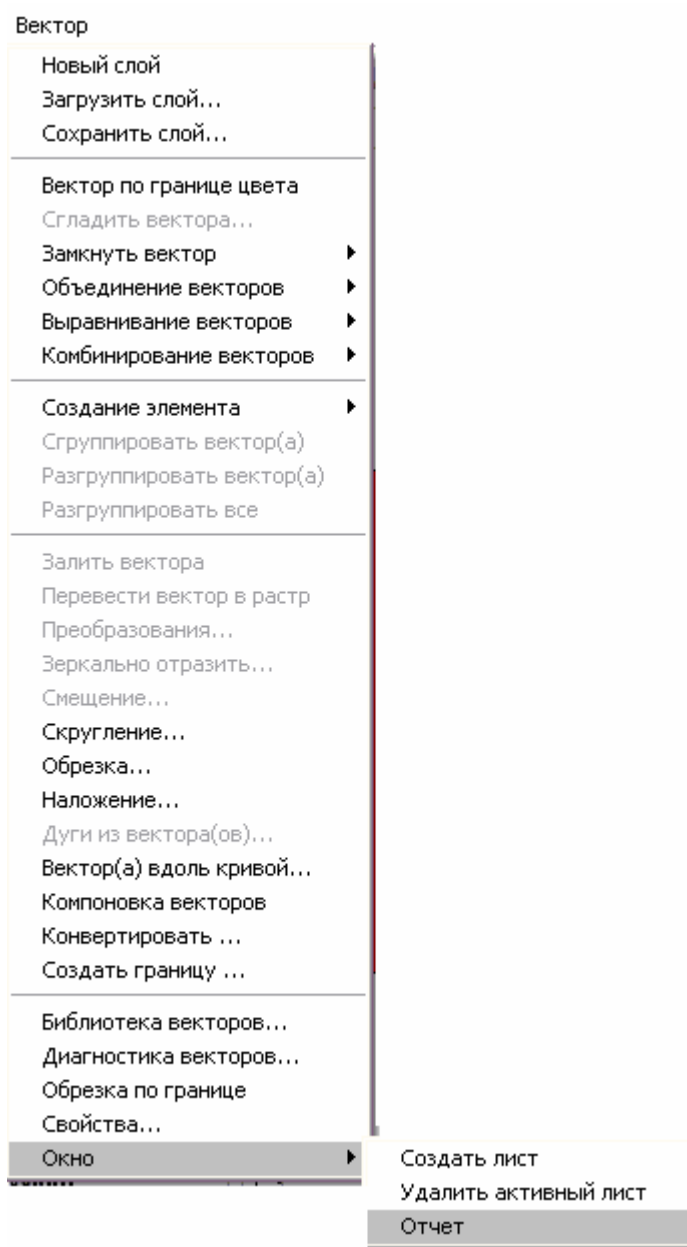 Вектор
Новый слой
Загрузить слой...
Сохранить слой...
Вектор по границе цвета
Сгладить вектора...
Замкнуть вектор
Объединение векторов
Выравнивание векторов
Комбинирование векторов
Создание элемента
Сгруппировать вектор(а)
Разгруппировать вектор(а)
Разгруппировать все
Залить вектора
Перевести вектор в растр
Преобразования...
Зеркально отразить...
Смещение...
Скругление...
Обрезка...
Наложение...
Дуги из вектора(ов)...
Вектор(а) вдоль кривой...
Компоновка векторов
Конвертировать ...
Создать границу ...
Библиотека векторов...
Диагностика векторов...
Обрезка по границе
Свойства...
Окно
Создать лист
Удалить активный лист
Отчет